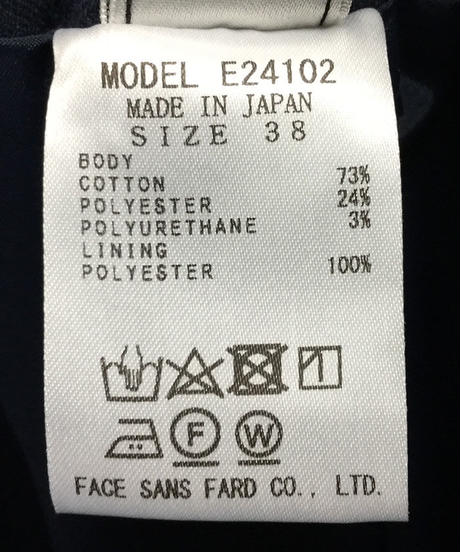 MODEL E24102
MADE IN JAPAN
SIZE 38
BODY
COTTON 73%
POLYESTER 24%
POLYURETHANE 3%
LINING
POLYESTER 100%
F W
FACE SANS FARD CO., LTD.